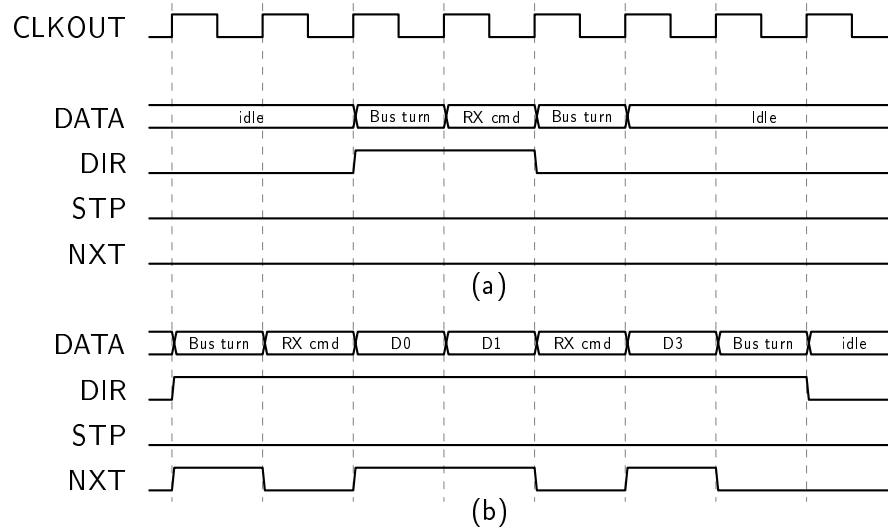 CLKOUT
DATA idle Bus turn RX cmd Bus turn Idle
DIR
STP
NXT
(a)
DATA Bus turn RX cmd D0 D1 RX cmd D3 Bus turn idle
DIR
STP
NXT
(b)